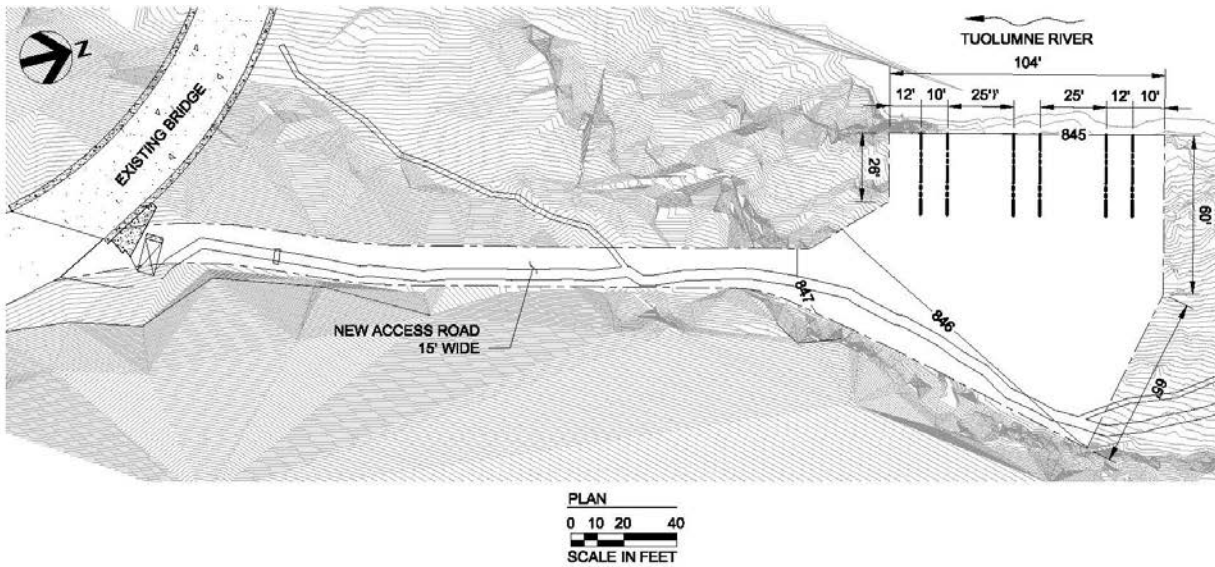 TUOLUMNE RIVER
104'
12' 10' 25')' 25' 12' 10'
Z
EXISTING BRIDGE
845
26'
60'
847
846
NEW ACCESS ROAD
15' WIDE
65'
PLAN
0 10 20 40
SCALE IN FEET